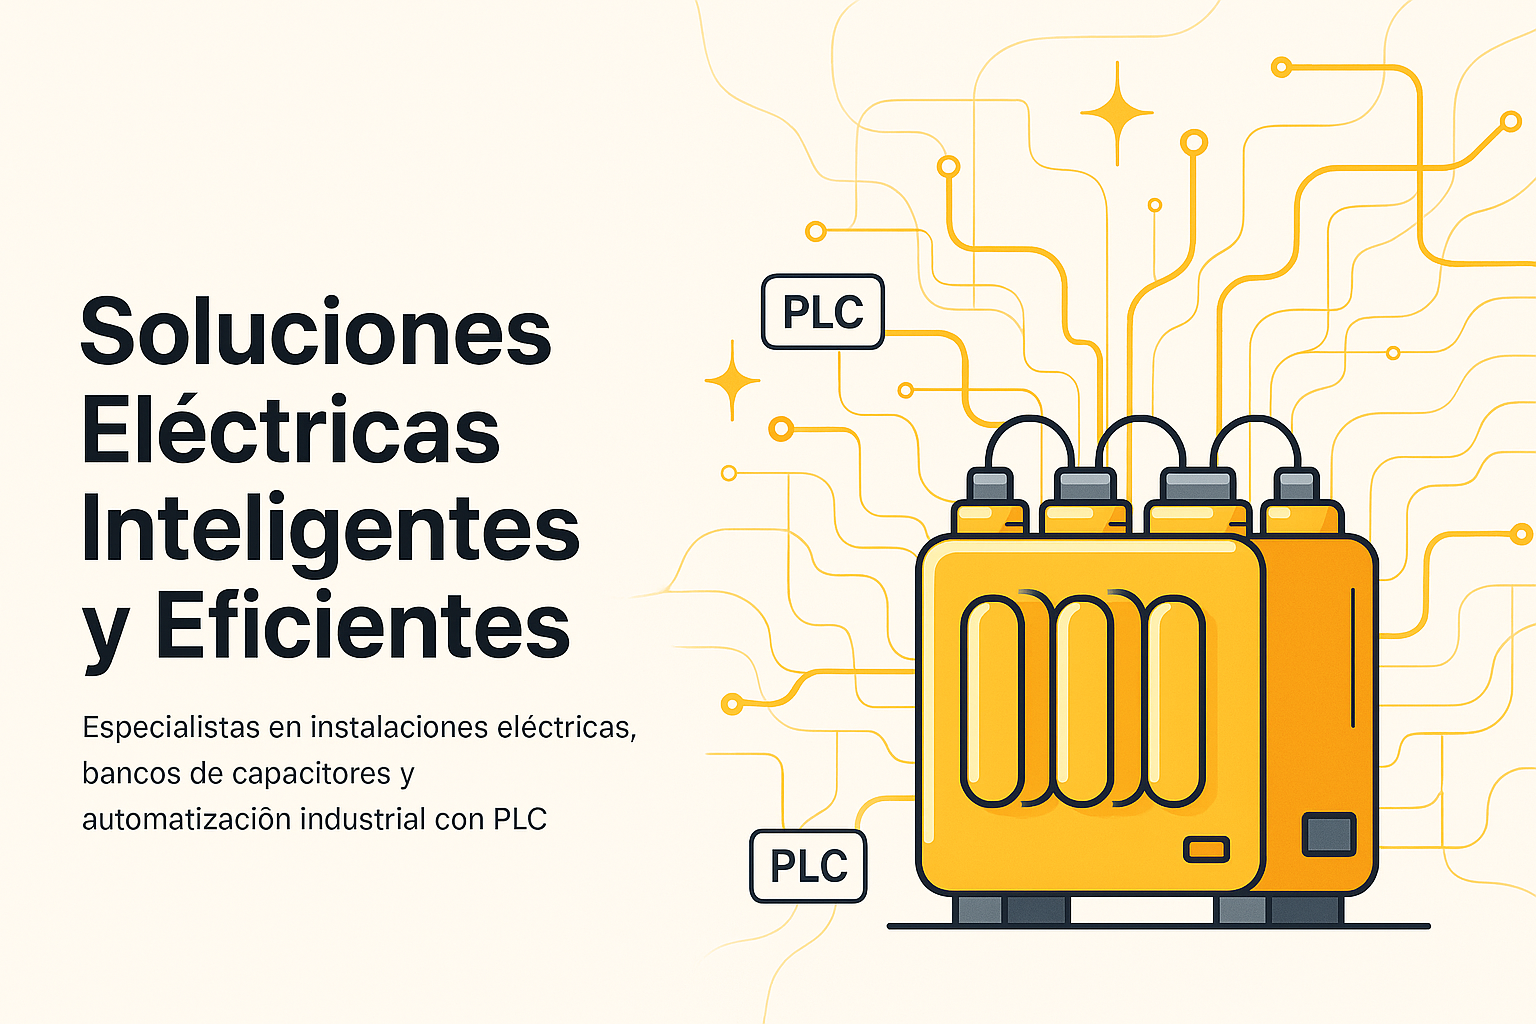 Soluciones
Eléctricas
Inteligentes
y Eficientes
Especialistas en instalaciones eléctricas,
bancos de capacitores y
automatizaciôn industrial con PLC
PLC
PLC